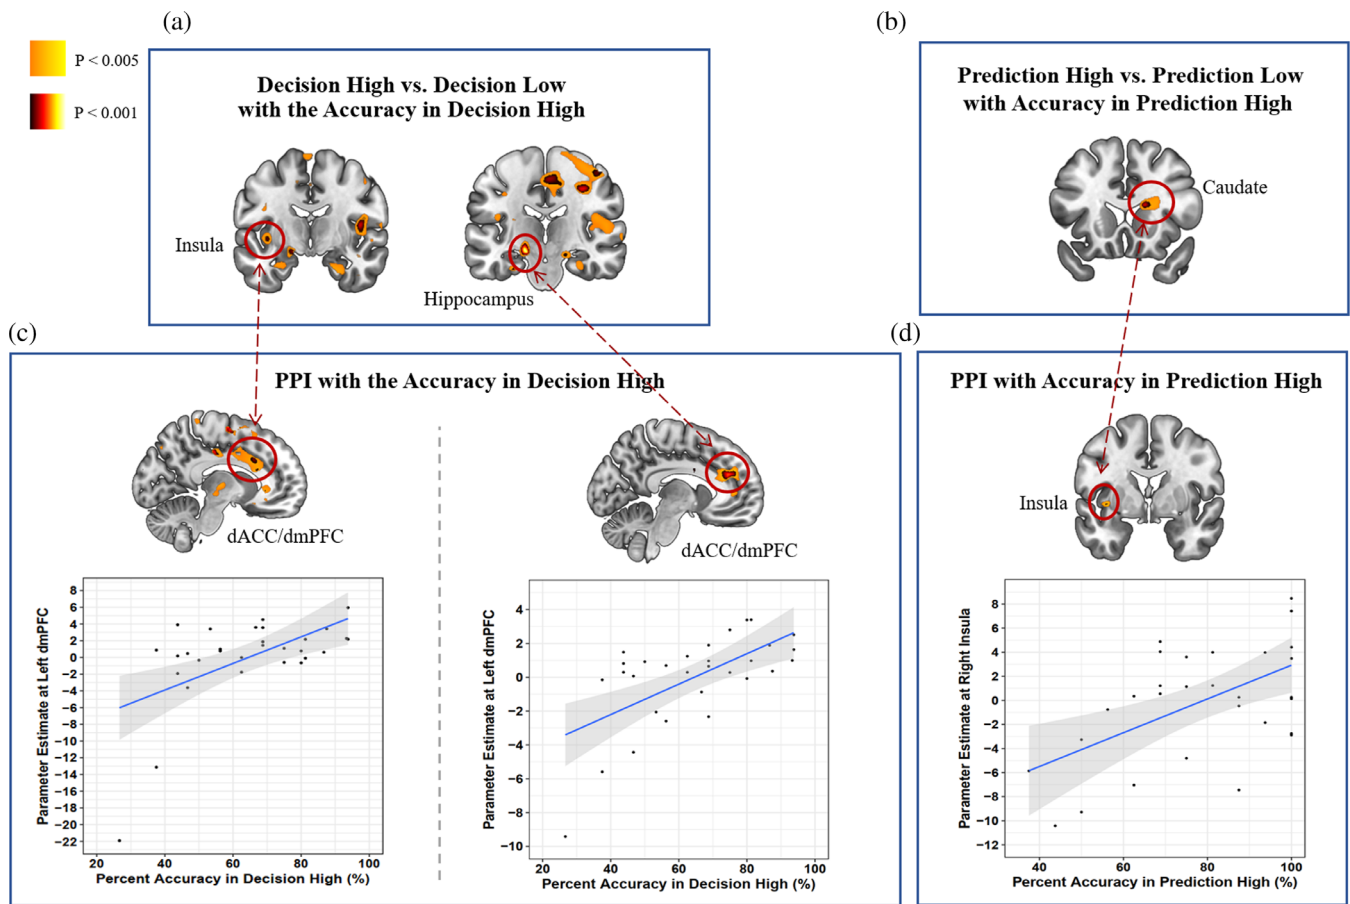 (a)
(b)
P < 0.005
P < 0.001
Decision High vs. Decision Low
with the Accuracy in Decision High
Insula
Hippocampus
Prediction High vs. Prediction Low
with Accuracy in Prediction High
Caudate
(c)
(d)
PPI with the Accuracy in Decision High
dACC/dmPFC
dACC/dmPFC
PPI with Accuracy in Prediction High
Insula
Parameter Estimate at Left dmPFC
8
6
4
2
0
−2
−4
−6
−8
−10
−12
−14
−16
−18
−20
−22
20 40 60 80 100
Percent Accuracy in Decision High (%)
Parameter Estimate at Left dmPFC
4
2
0
−2
−4
−6
−8
−10
20 40 60 80 100
Percent Accuracy in Decision High (%)
Parameter Estimate at Right Insula
8
6
4
2
0
−2
−4
−6
−8
−10
−12
40 60 80 100
Percent Accuracy in Prediction High (%)